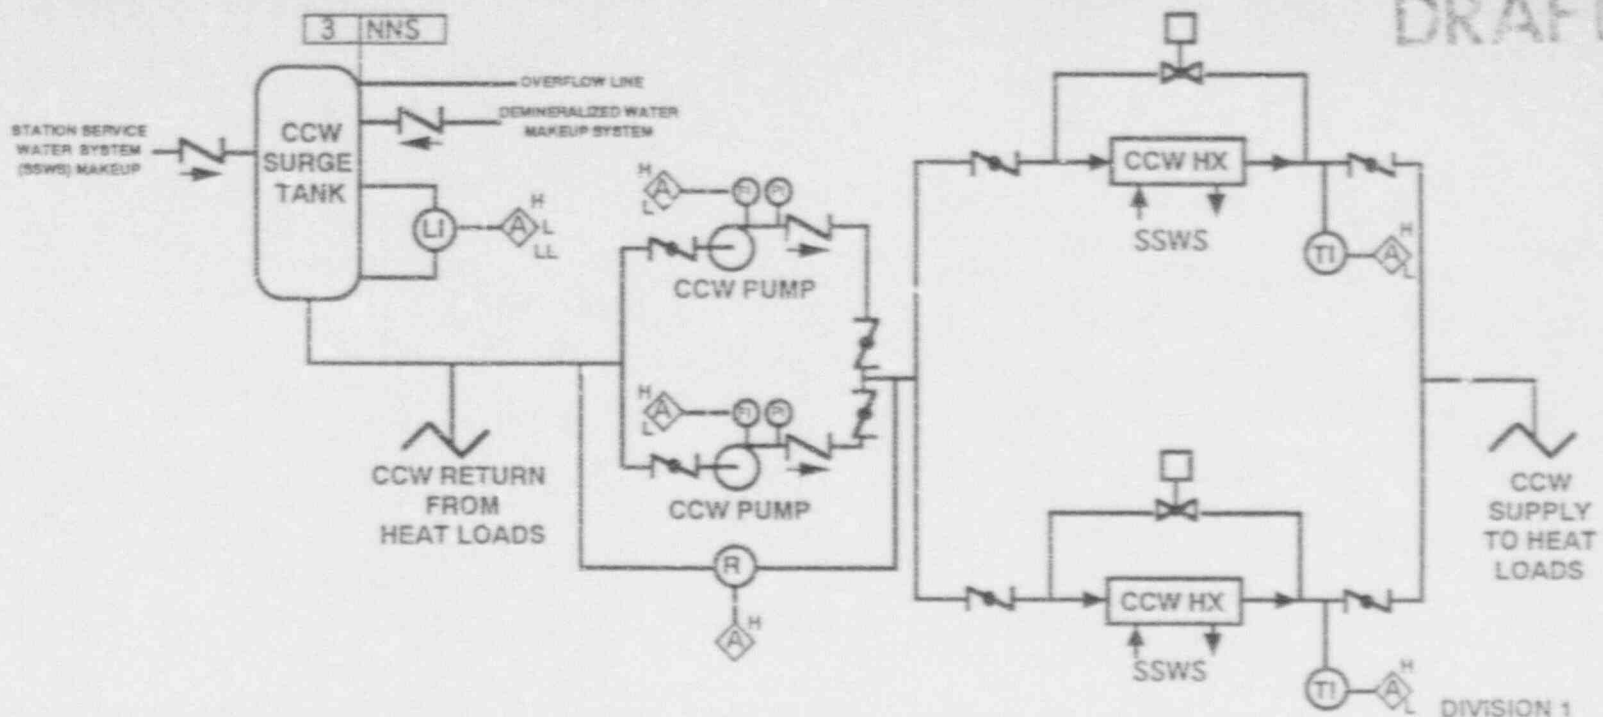 DRAFT
3 NNS
OVERFLOW LINE
DEMINERALIZED WATER
MAKEUP SYSTEM
STATION SERVICE
WATER SYSTEM
(SSWS) MAKEUP
CCW
SURGE
TANK
LI
A
H
L
LL
H
A
L
FI
PI
CCW PUMP
H
A
L
FI
PI
CCW PUMP
CCW RETURN
FROM
HEAT LOADS
R
A
H
CCW HX
SSWS
TI
A
H
L
CCW HX
SSWS
TI
A
H
L
CCW
SUPPLY
TO HEAT
LOADS
DIVISION 1